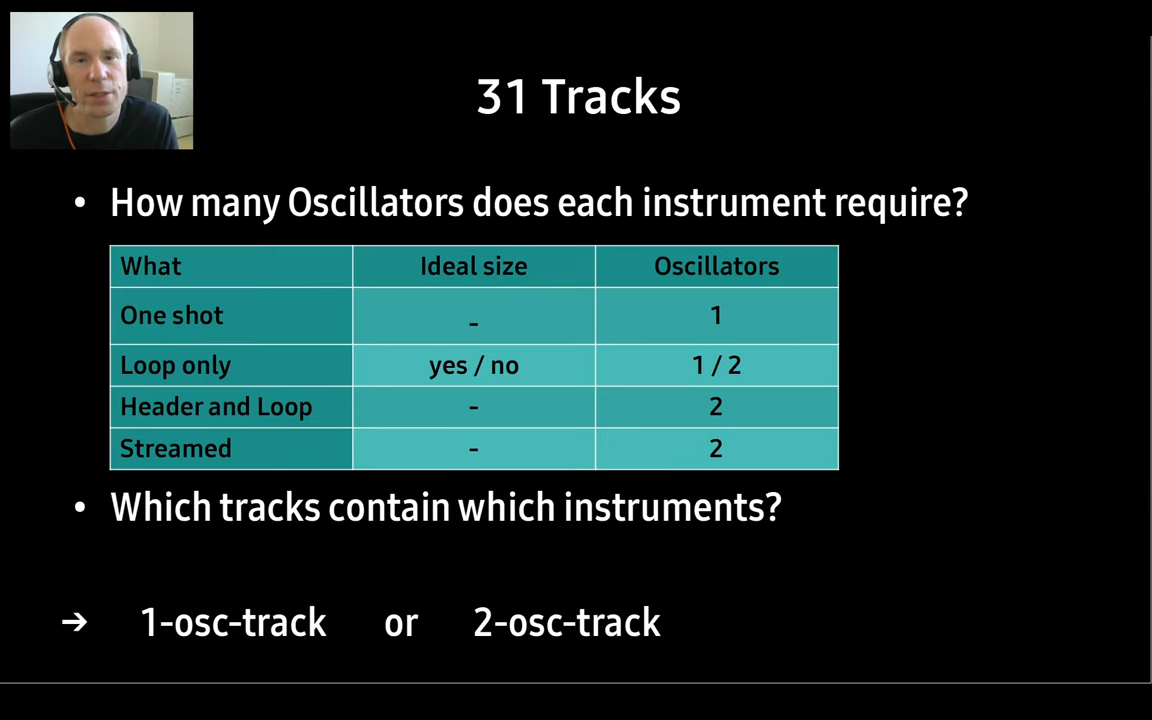 31 Tracks
• How many Oscillators does each instrument require?
What Ideal size Oscillators
One shot - 1
Loop only yes / no 1 / 2
Header and Loop - 2
Streamed - 2
• Which tracks contain which instruments?
➔ 1-osc-track or 2-osc-track